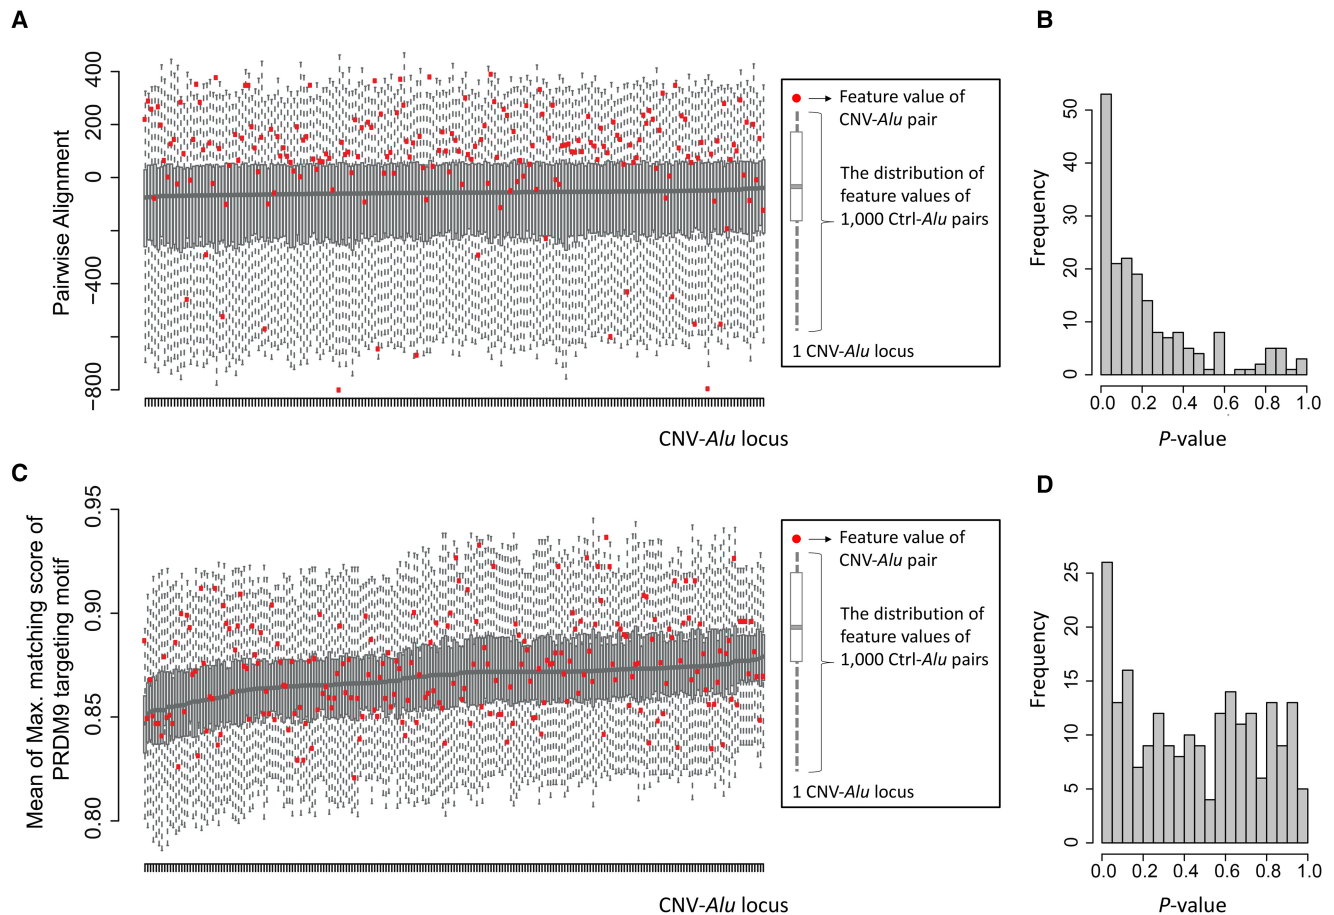 A
Pairwise Alignment
400
200
0
−400
−800
CNV-Alu locus
Feature value of
CNV-Alu pair
The distribution of
feature values of
1,000 Ctrl-Alu pairs
1 CNV-Alu locus
B
Frequency
50
40
30
20
10
0
0.0 0.2 0.4 0.6 0.8 1.0
P-value
C
Mean of Max. matching score of
PRDM9 targeting motif
0.95
0.90
0.85
0.80
CNV-Alu locus
Feature value of
CNV-Alu pair
The distribution of
feature values of
1,000 Ctrl-Alu pairs
1 CNV-Alu locus
D
Frequency
25
20
15
10
5
0
0.0 0.2 0.4 0.6 0.8 1.0
P-value